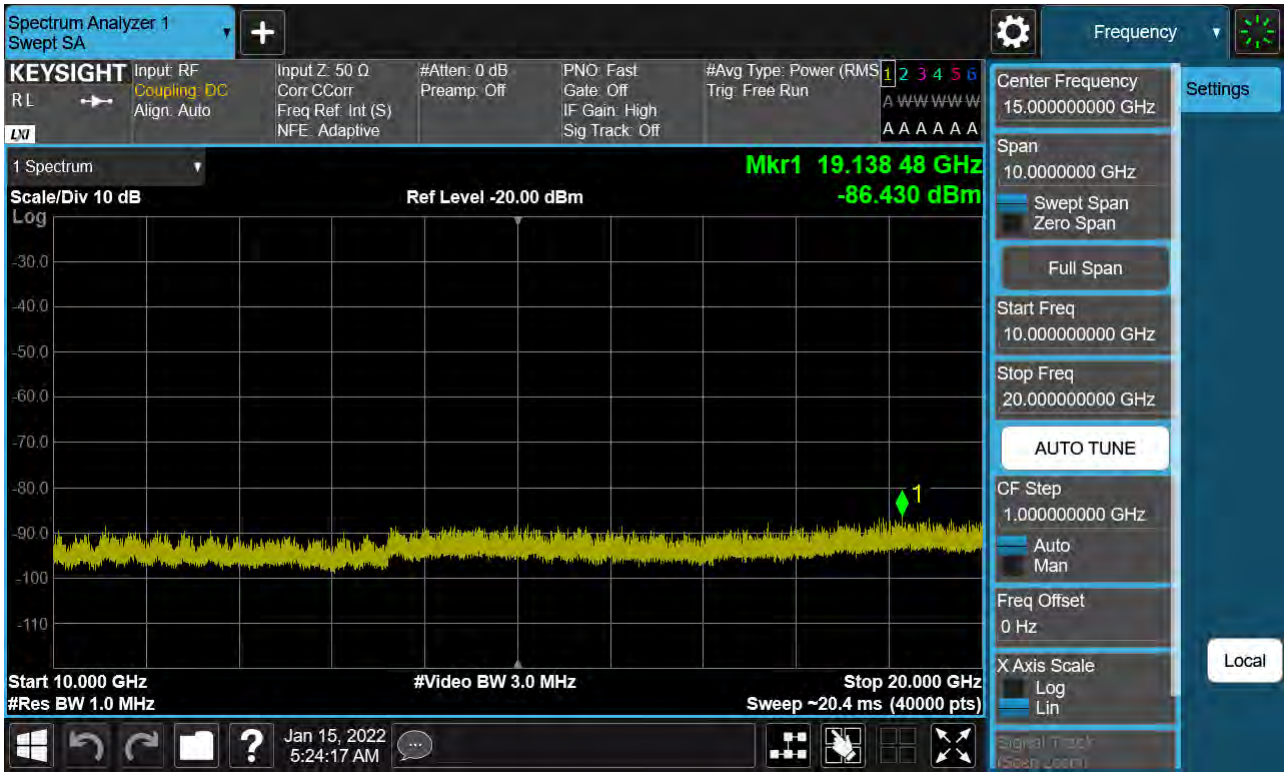 Spectrum Analyzer 1
Swept SA
+
Frequency
KEYSIGHT
RL
LXI
Input: RF
Coupling: DC
Align: Auto
Input Z: 50 Ω
Corr CCorr
Freq Ref: Int (S)
NFE: Adaptive
#Atten: 0 dB
Preamp: Off
PNO: Fast
Gate: Off
IF Gain: High
Sig Track: Off
#Avg Type: Power (RMS
Trig: Free Run
1 2 3 4 5 6
A W W W W W
A A A A A A
1 Spectrum
Scale/Div 10 dB
Log
Ref Level -20.00 dBm
Mkr1 19.138 48 GHz
-86.430 dBm
-30.0
-40.0
-50.0
-60.0
-70.0
-80.0
-90.0
-100
-110
1
Start 10.000 GHz
#Res BW 1.0 MHz
#Video BW 3.0 MHz
Stop 20.000 GHz
Sweep ~20.4 ms (40000 pts)
Center Frequency
15.000000000 GHz
Span
10.0000000 GHz
Swept Span
Zero Span
Full Span
Start Freq
10.000000000 GHz
Stop Freq
20.000000000 GHz
AUTO TUNE
CF Step
1.000000000 GHz
Auto
Man
Freq Offset
0 Hz
X Axis Scale
Log
Lin
Signal Track
(Span Zoom)
Settings
Local
?
Jan 15, 2022
5:24:17 AM